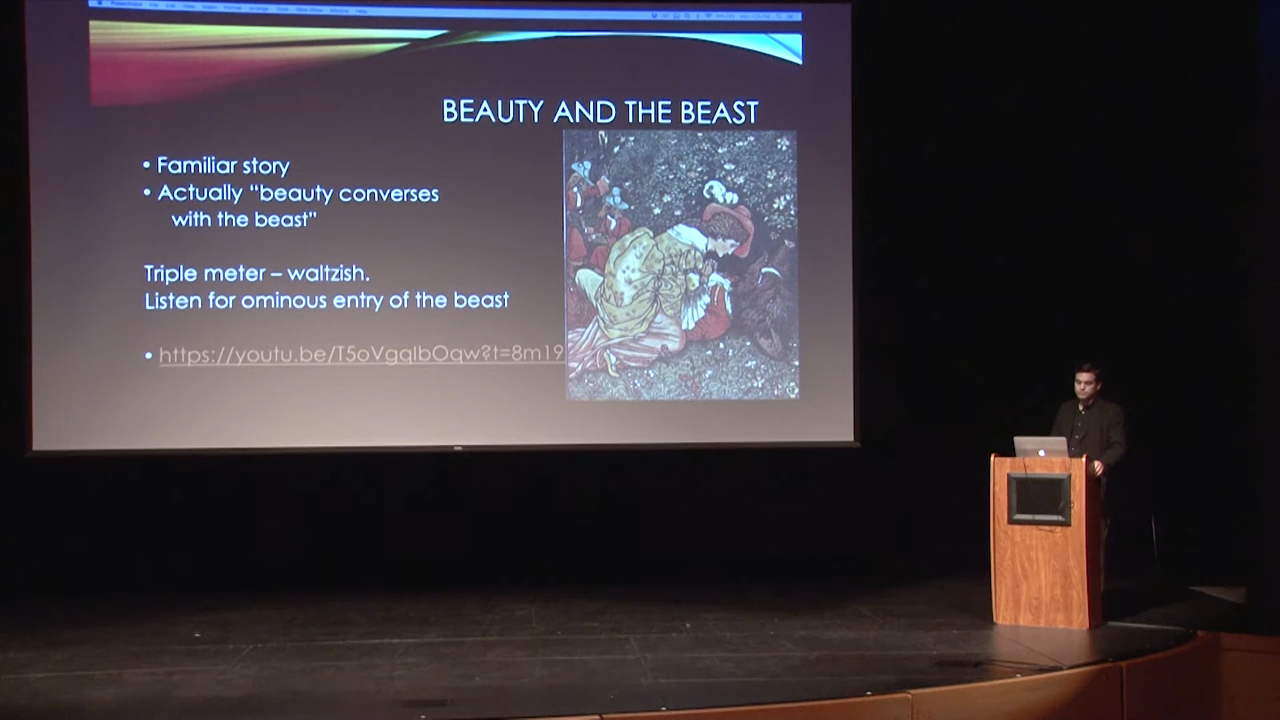 BEAUTY AND THE BEAST
• Familiar story
• Actually “beauty converses
with the beast”
Triple meter – waltzish.
Listen for ominous entry of the beast
• https://youtu.be/T5oVgqIbOqw?t=8m19